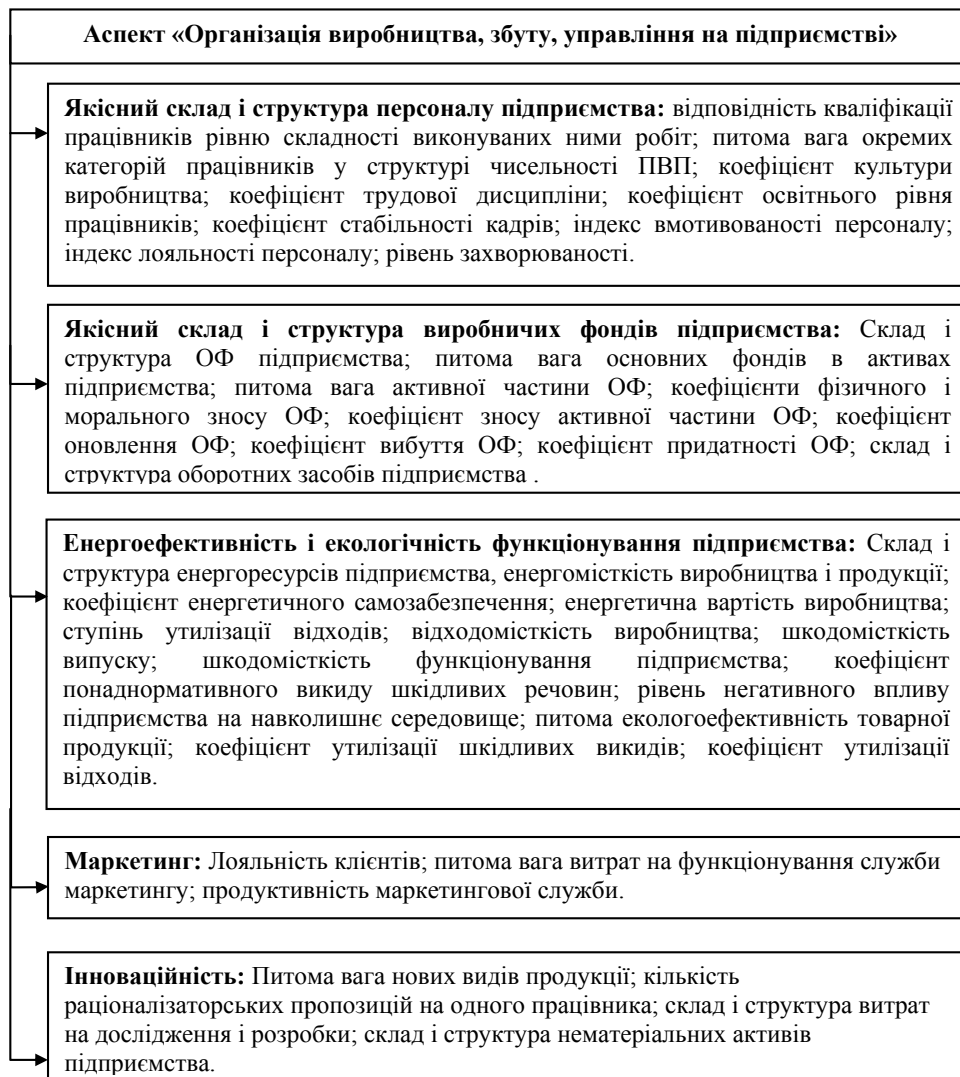 Аспект «Організація виробництва, збуту, управління на підприємстві»
Якісний склад і структура персоналу підприємства: відповідність кваліфікації
працівників рівню складності виконуваних ними робіт; питома вага окремих
категорій працівників у структурі чисельності ПВП; коефіцієнт культури
виробництва; коефіцієнт трудової дисципліни; коефіцієнт освітнього рівня
працівників; коефіцієнт стабільності кадрів; індекс вмотивованості персоналу;
індекс лояльності персоналу; рівень захворюваності.
Якісний склад і структура виробничих фондів підприємства: Склад і
структура ОФ підприємства; питома вага основних фондів в активах
підприємства; питома вага активної частини ОФ; коефіцієнти фізичного і
морального зносу ОФ; коефіцієнт зносу активної частини ОФ; коефіцієнт
оновлення ОФ; коефіцієнт вибуття ОФ; коефіцієнт придатності ОФ; склад і
структура оборотних засобів підприємства .
Енергоефективність і екологічність функціонування підприємства: Склад і
структура енергоресурсів підприємства, енергомісткість виробництва і продукції;
коефіцієнт енергетичного самозабезпечення; енергетична вартість виробництва;
ступінь утилізації відходів; відходомісткість виробництва; шкодомісткість
випуску; шкодомісткість функціонування підприємства; коефіцієнт
понаднормативного викиду шкідливих речовин; рівень негативного впливу
підприємства на навколишнє середовище; питома екологоефективність товарної
продукції; коефіцієнт утилізації шкідливих викидів; коефіцієнт утилізації
відходів.
Маркетинг: Лояльність клієнтів; питома вага витрат на функціонування служби
маркетингу; продуктивність маркетингової служби.
Інноваційність: Питома вага нових видів продукції; кількість
раціоналізаторських пропозицій на одного працівника; склад і структура витрат
на дослідження і розробки; склад і структура нематеріальних активів
підприємства.